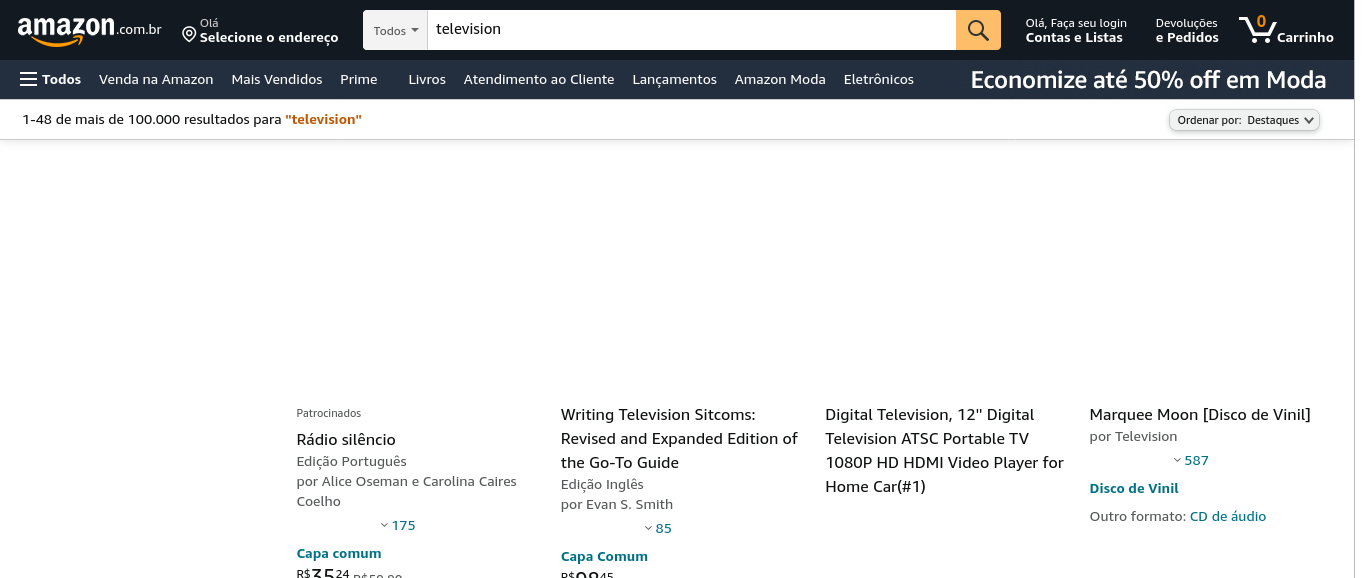 amazon.com.br
Olá
Selecione o endereço
Todos
television
Olá, Faça seu login
Contas e Listas
Devoluções
e Pedidos
0
Carrinho
Todos
Venda na Amazon
Mais Vendidos
Prime
Livros
Atendimento ao Cliente
Lançamentos
Amazon Moda
Eletrônicos
Economize até 50% off em Moda
1-48 de mais de 100.000 resultados para "television"
Ordenar por: Destaques
Patrocinados
Rádio silêncio
Edição Português
por Alice Oseman e Carolina Caires
Coelho
175
Capa comum
R$3524
Writing Television Sitcoms:
Revised and Expanded Edition of
the Go-To Guide
Edição Inglês
por Evan S. Smith
85
Capa Comum
R$9845
Digital Television, 12'' Digital
Television ATSC Portable TV
1080P HD HDMI Video Player for
Home Car(#1)
Marquee Moon [Disco de Vinil]
por Television
587
Disco de Vinil
Outro formato: CD de áudio